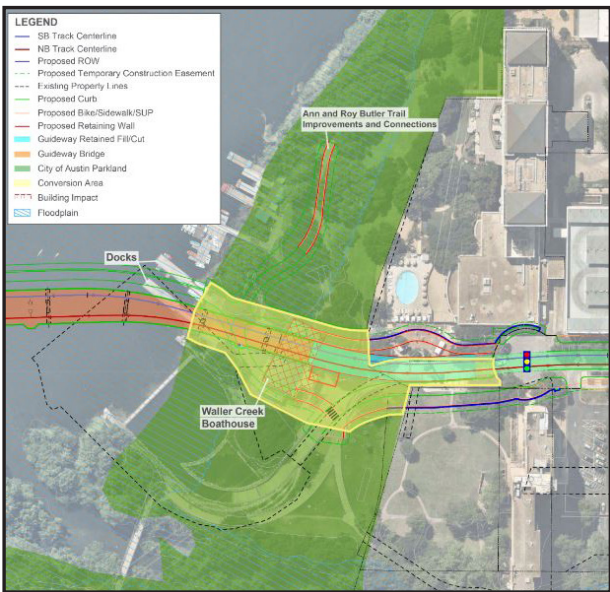 LEGEND
SB Track Centerline
NB Track Centerline
Proposed ROW
Proposed Temporary Construction Easement
Existing Property Lines
Proposed Curb
Proposed Bike/Sidewalk/SUP
Proposed Retaining Wall
Guideway Retained Fill/Cut
Guideway Bridge
City of Austin Parkland
Conversion Area
Building Impact
Floodplain
Ann and Roy Butler Trail
Improvements and Connections
Docks
Waller Creek
Boathouse